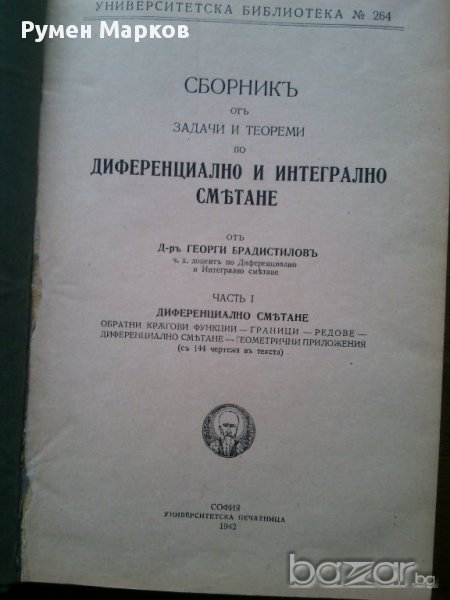 УНИВЕРСИТЕТСКА БИБЛИОТЕКА № 264
Румен Марков
СБОРНИКЪ
отъ
ЗАДАЧИ И ТЕОРЕМИ
по
ДИФЕРЕНЦИАЛНО И ИНТЕГРАЛНО
СМѢТАНЕ
отъ
Д-ръ ГЕОРГИ БРАДИСТИЛОВЪ
ч. х. доцентъ по Диференциално
и Интегрално смѣтане
ЧАСТЬ I
ДИФЕРЕНЦИАЛНО СМѢТАНЕ
ОБРАТНИ КРѪГОВИ ФУНКЦИИ — ГРАНИЦИ — РЕДОВЕ —
ДИФЕРЕНЦИАЛНО СМѢТАНЕ — ГЕОМЕТРИЧНИ ПРИЛОЖЕНИЯ
(съ 144 чертежа въ текста)
СОФИЯ
УНИВЕРСИТЕТСКА ПЕЧАТНИЦА
1942
bazar.bg